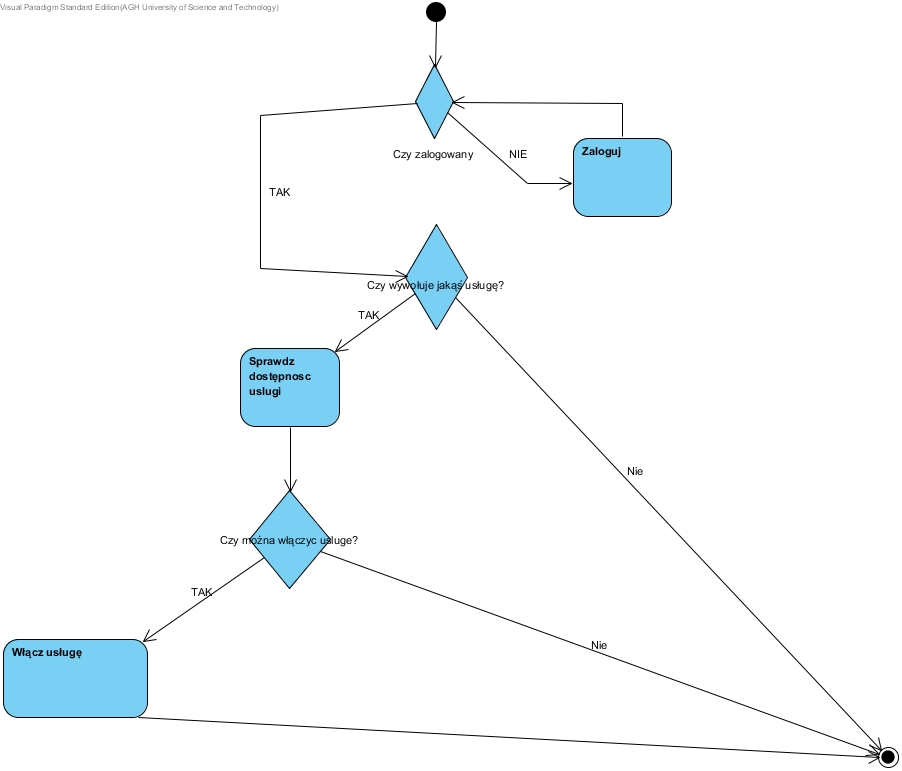 Visual Paradigm Standard Edition(AGH University of Science and Technology)
Czy zalogowany
NIE
Zaloguj
TAK
Czy wywołuje jakąś usługę?
TAK
Sprawdz
dostępnosc
uslugi
Nie
Czy można włączyc usluge?
TAK
Nie
Włącz usługę